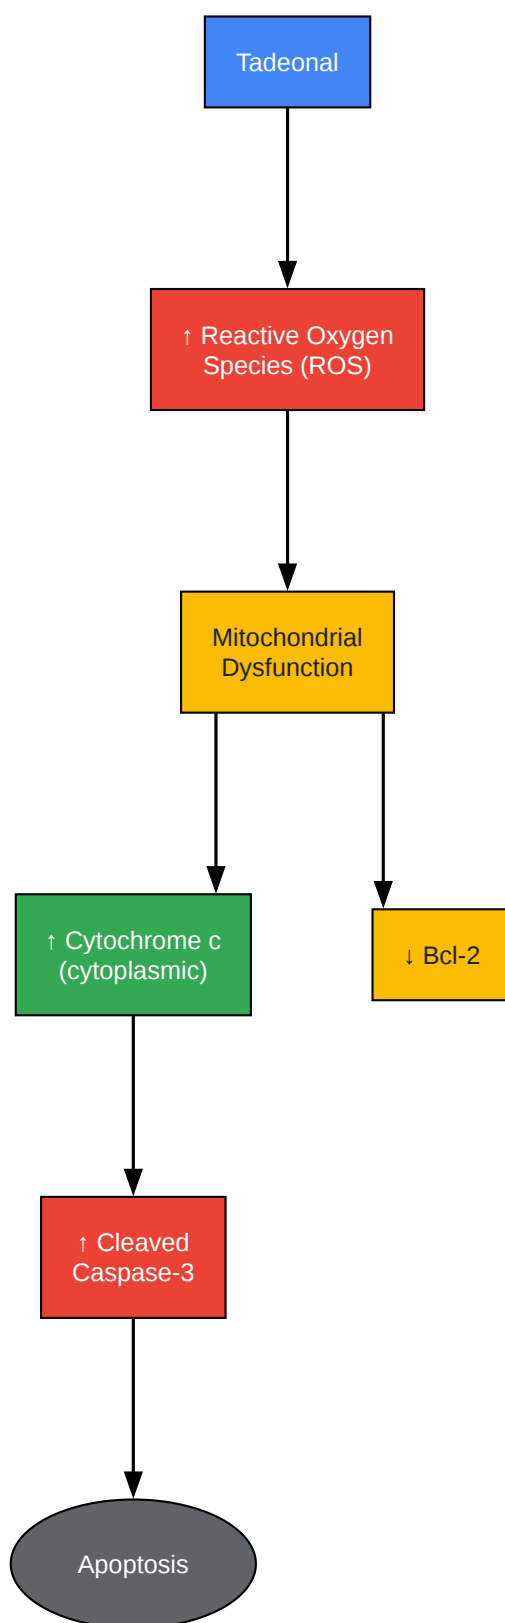 Tadeonal
↑ Reactive Oxygen
Species (ROS)
Mitochondrial
Dysfunction
↑ Cytochrome c
(cytoplasmic)
↓ Bcl-2
↑ Cleaved
Caspase-3
Apoptosis